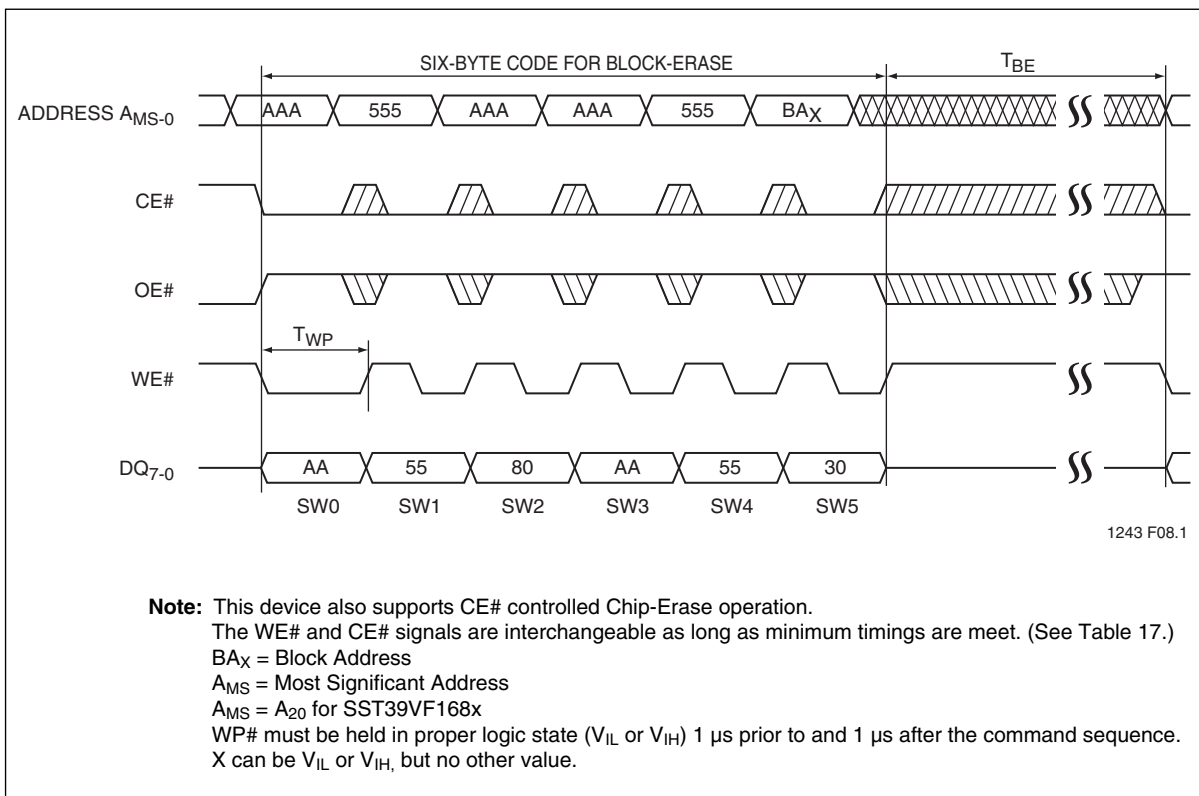 SIX-BYTE CODE FOR BLOCK-ERASE TBE
ADDRESS AMS-0 AAA 555 AAA AAA 555 BAX
CE#
OE#
TWP
WE#
DQ7-0 AA 55 80 AA 55 30
SW0 SW1 SW2 SW3 SW4 SW5
1243 F08.1
Note: This device also supports CE# controlled Chip-Erase operation.
The WE# and CE# signals are interchangeable as long as minimum timings are meet. (See Table 17.)
BAX = Block Address
AMS = Most Significant Address
AMS = A20 for SST39VF168x
WP# must be held in proper logic state (VIL or VIH) 1 µs prior to and 1 µs after the command sequence.
X can be VIL or VIH, but no other value.